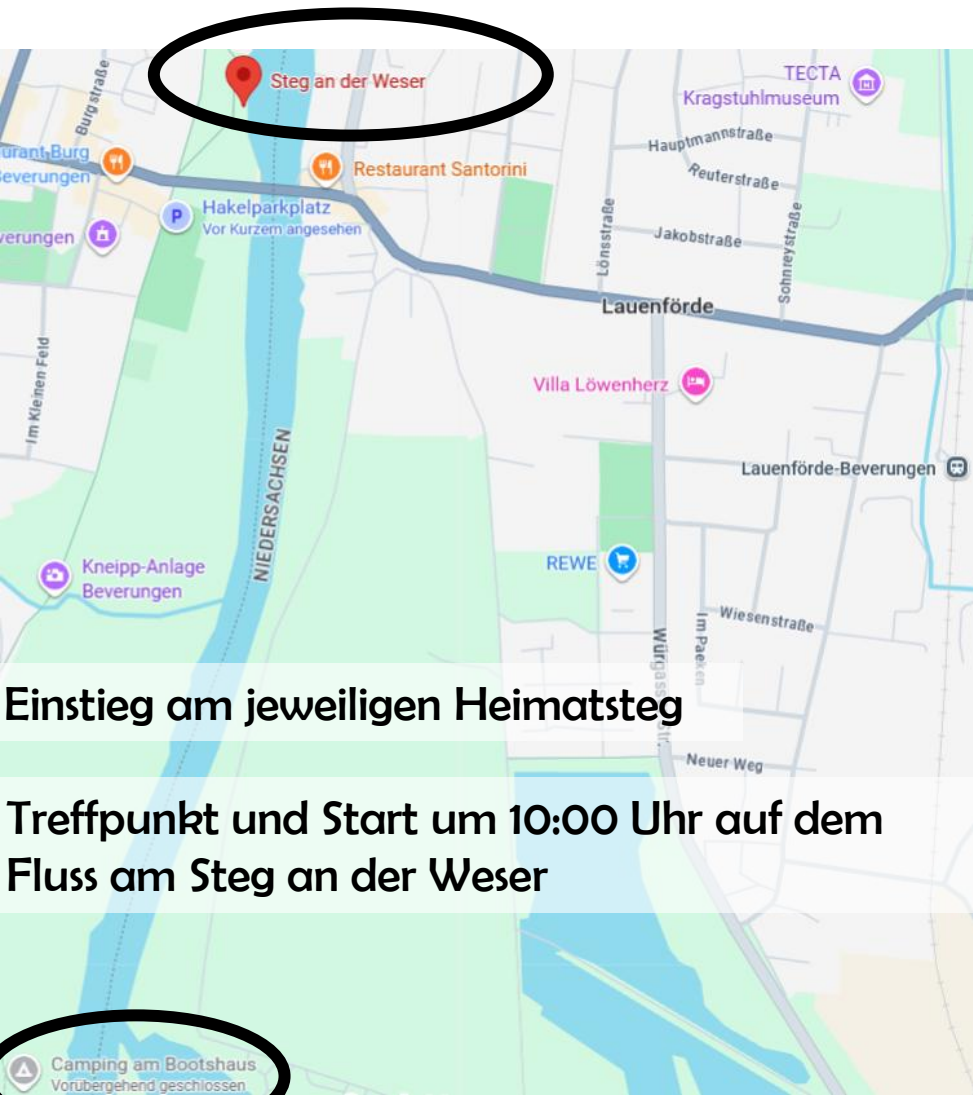 Steg an der Weser
TECTA
Kragstuhlmuseum
Burgstraße
Hauptmannstraße
Burg
Beverungen
Restaurant Santorini
Reuterstraße
Hakelparkplatz
Vor Kurzem angesehen
P
Lönsstraße
Jakobstraße
Sohnreystraße
Lauenförde
Im Kleinen Feld
Villa Löwenherz
NIEDERSACHSEN
Lauenförde-Beverungen
Kneipp-Anlage
Beverungen
REWE
Wiesenstraße
Im Paeken
Einstieg am jeweiligen Heimatsteg
Neuer Weg
Treffpunkt und Start um 10:00 Uhr auf dem
Fluss am Steg an der Weser
Camping am Bootshaus
Vorübergehend geschlossen